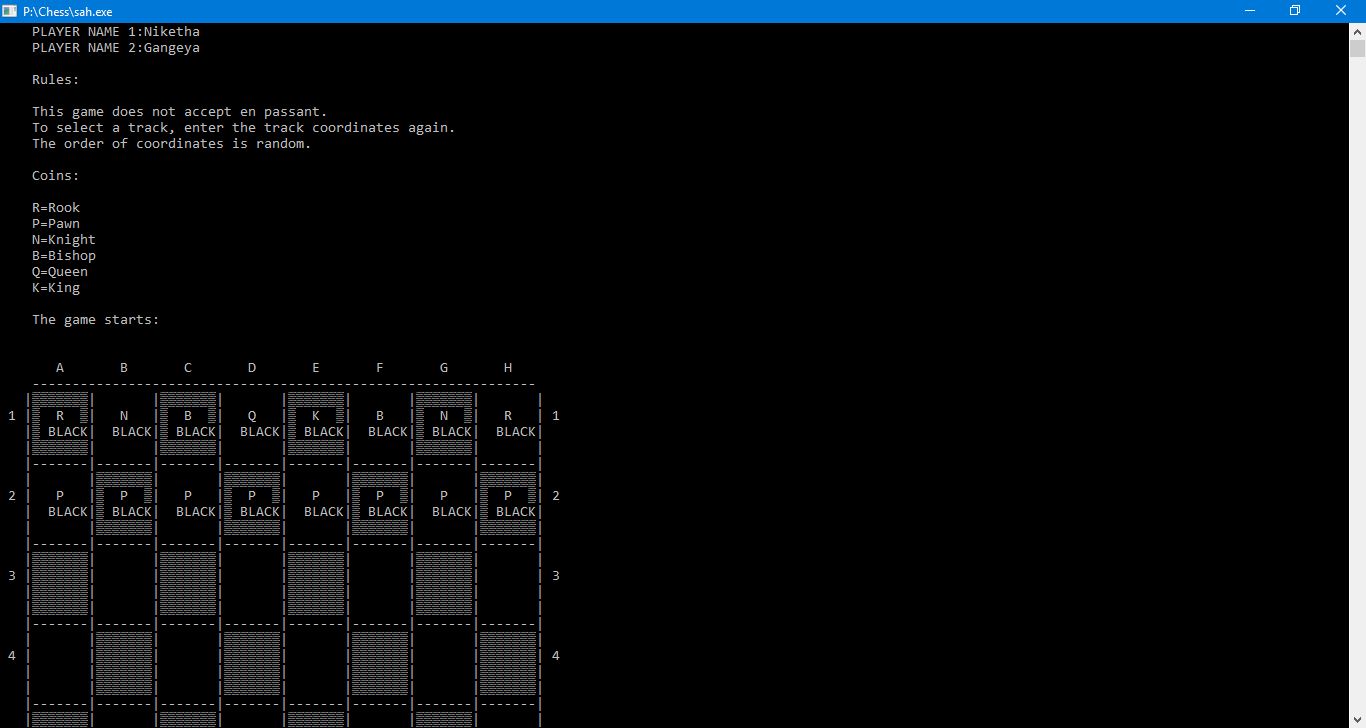 P:\Chess\sah.exe
PLAYER NAME 1:Niketha
PLAYER NAME 2:Gangeya
Rules:
This game does not accept en passant.
To select a track, enter the track coordinates again.
The order of coordinates is random.
Coins:
R=Rook
P=Pawn
N=Knight
B=Bishop
Q=Queen
K=King
The game starts:
A B C D E F G H
1 R N B Q K B N R 1
BLACK BLACK BLACK BLACK BLACK BLACK BLACK BLACK
2 P P P P P P P P 2
BLACK BLACK BLACK BLACK BLACK BLACK BLACK BLACK
3 3
4 4